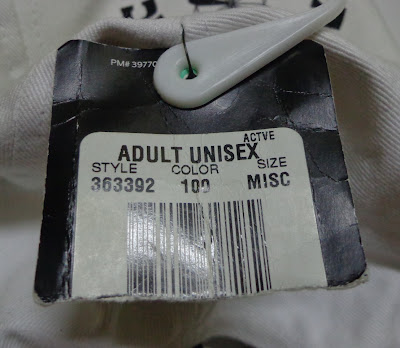 PM# 39770
ACTVE
ADULT UNISEX
STYLE COLOR SIZE
363392 100 MISC